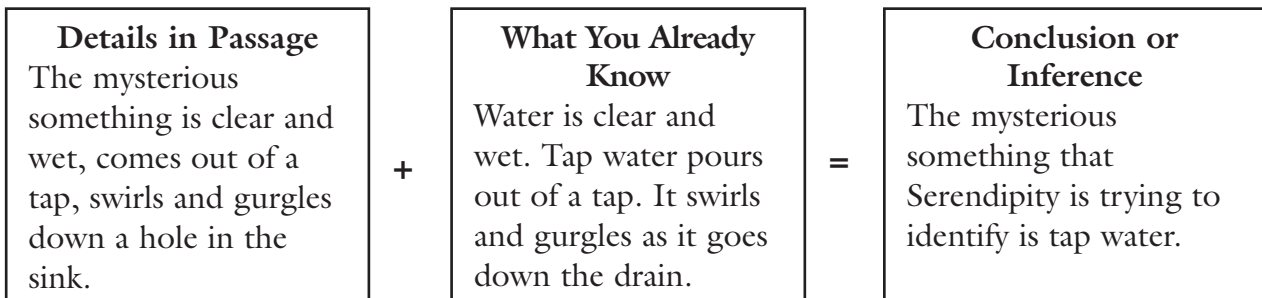 Details in Passage
The mysterious
something is clear and
wet, comes out of a
tap, swirls and gurgles
down a hole in the
sink.
+
What You Already
Know
Water is clear and
wet. Tap water pours
out of a tap. It swirls
and gurgles as it goes
down the drain.
=
Conclusion or
Inference
The mysterious
something that
Serendipity is trying to
identify is tap water.